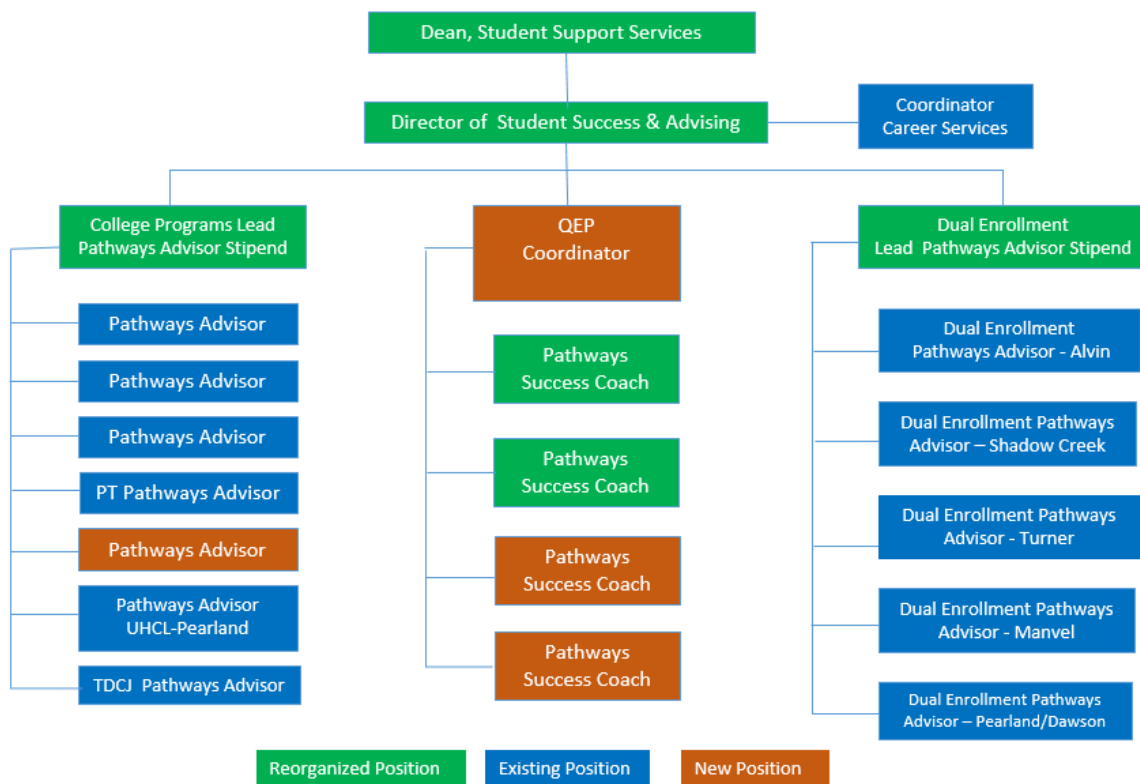 Dean, Student Support Services
Director of Student Success & Advising
Coordinator
Career Services
College Programs Lead
Pathways Advisor Stipend
Pathways Advisor
Pathways Advisor
Pathways Advisor
PT Pathways Advisor
Pathways Advisor
Pathways Advisor
UHCL-Pearland
TDCJ Pathways Advisor
QEP
Coordinator
Pathways
Success Coach
Pathways
Success Coach
Pathways
Success Coach
Pathways
Success Coach
Dual Enrollment
Lead Pathways Advisor Stipend
Dual Enrollment
Pathways Advisor - Alvin
Dual Enrollment Pathways
Advisor – Shadow Creek
Dual Enrollment Pathways
Advisor - Turner
Dual Enrollment Pathways
Advisor - Manvel
Dual Enrollment Pathways
Advisor – Pearland/Dawson
Reorganized Position
Existing Position
New Position